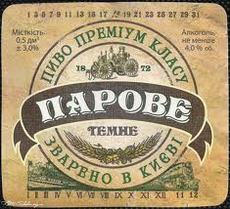 1 3 5 7 9 11 13 15 17 19 21 23 25 27 29 31
Місткість
0,5 дм³
± 3,0%
Алкоголь,
не менше
4,0 % об.
ПИВО ПРЕМІУМ КЛАСУ
18 72
ПАРОВЕ
ТЕМНЕ
ЗВАРЕНО В КИЄВІ
I II III IV V VI VII VIII IX X XI XII